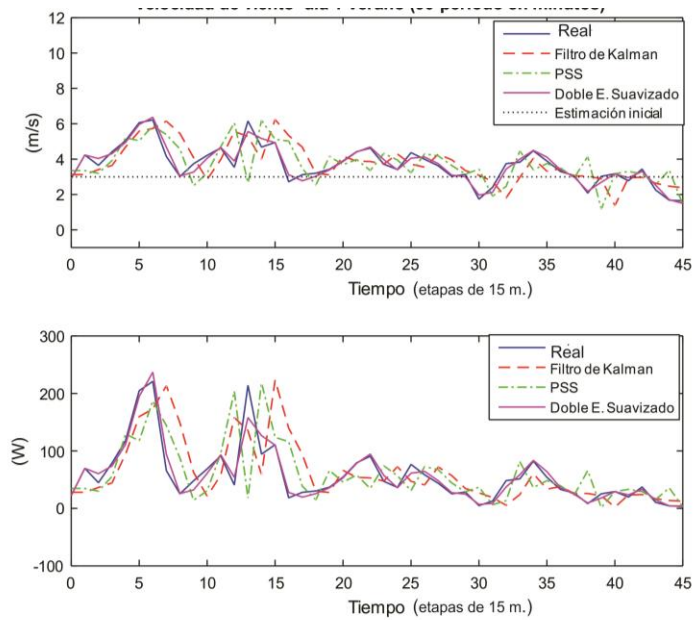 12
10
8
6
4
2
0
(m/s)
Real
Filtro de Kalman
PSS
Doble E. Suavizado
Estimación inicial
0 5 10 15 20 25 30 35 40 45
Tiempo (etapas de 15 m.)
300
200
100
0
-100
(W)
Real
Filtro de Kalman
PSS
Doble E. Suavizado
0 5 10 15 20 25 30 35 40 45
Tiempo (etapas de 15 m.)